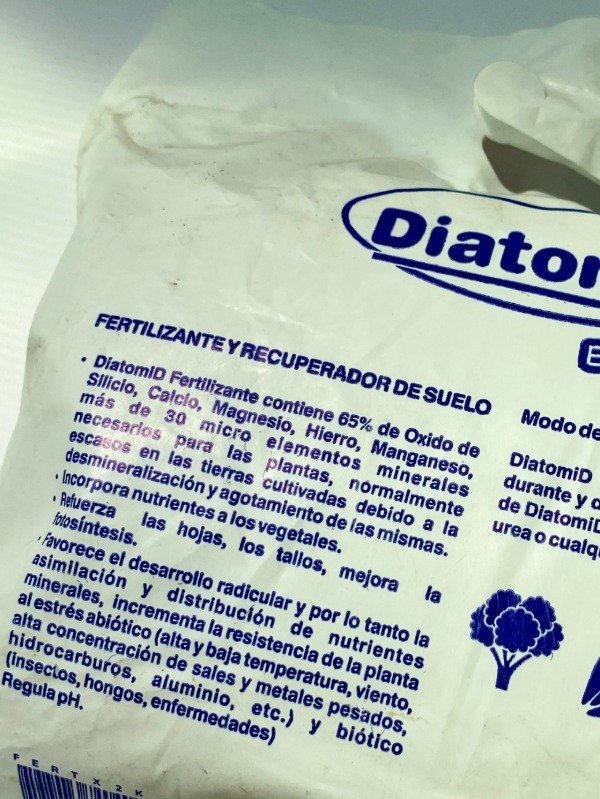 FERTILIZANTE Y RECUPERADOR DE SUELO
• DiatomiD Fertilizante contiene 65% de Oxido de
Silicio, Calcio, Magnesio, Hierro, Manganeso,
más de 30 micro elementos minerales
necesarios para las plantas, normalmente
escasos en las tierras cultivadas debido a la
desmineralización y agotamiento de las mismas.
• Incorpora nutrientes a los vegetales.
• Refuerza las hojas, los tallos, mejora la
fotosíntesis.
• Favorece el desarrollo radicular y por lo tanto la
asimilación y distribución de nutrientes
minerales, incrementa la resistencia de la planta
al estrés abiótico (alta y baja temperatura, viento,
alta concentración de sales y metales pesados,
hidrocarburos, aluminio, etc.) y biótico
(insectos, hongos, enfermedades)
Regula pH.
FERTX2K
Diatom
Modo de
DiatomiD
durante y
de Diatomi
urea o cualq